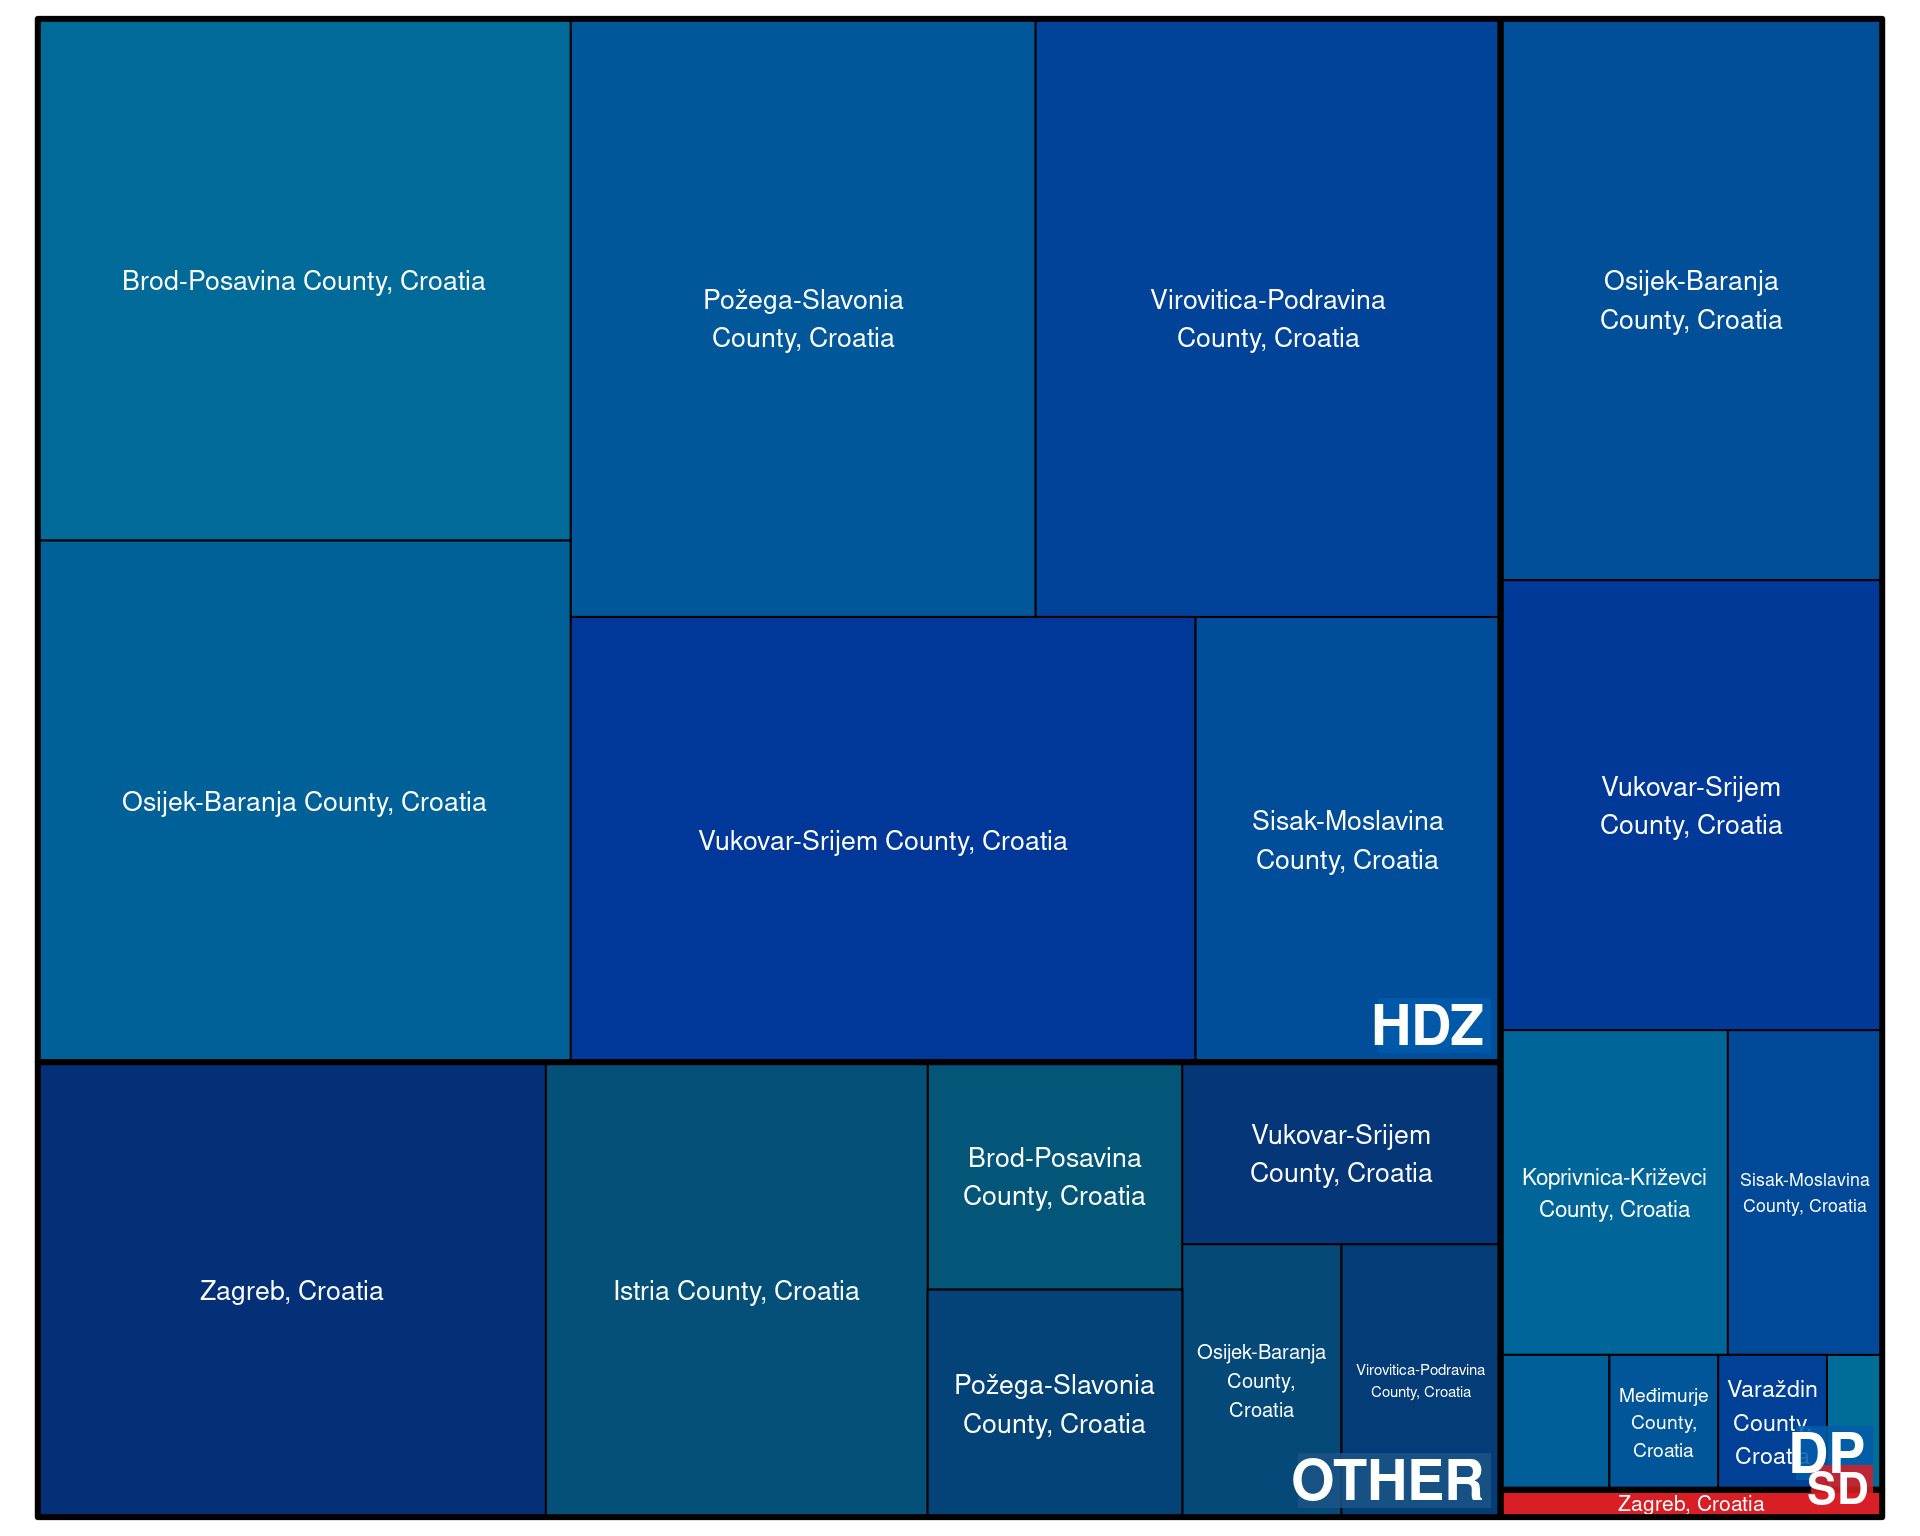 Brod-Posavina County, Croatia
Požega-Slavonia
County, Croatia
Virovitica-Podravina
County, Croatia
Osijek-Baranja
County, Croatia
Osijek-Baranja County, Croatia
Vukovar-Srijem County, Croatia
Sisak-Moslavina
County, Croatia
HDZ
Vukovar-Srijem
County, Croatia
Zagreb, Croatia
Istria County, Croatia
Brod-Posavina
County, Croatia
Požega-Slavonia
County, Croatia
Vukovar-Srijem
County, Croatia
Osijek-Baranja
County,
Croatia
Virovitica-Podravina
County, Croatia
OTHER
Koprivnica-Križevci
County, Croatia
Sisak-Moslavina
County, Croatia
Međimurje
County,
Croatia
Varaždin
County,
Croatia
DP
SD
Zagreb, Croatia